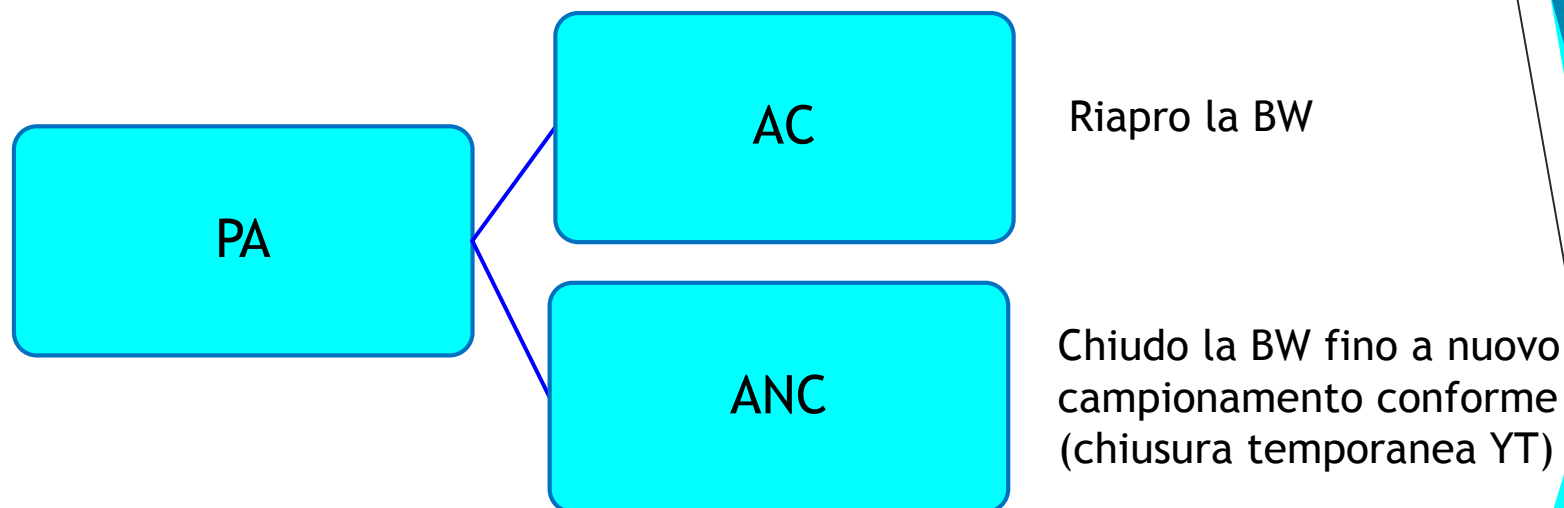 PA
AC
Riapro la BW
ANC
Chiudo la BW fino a nuovo
campionamento conforme
(chiusura temporanea YT)